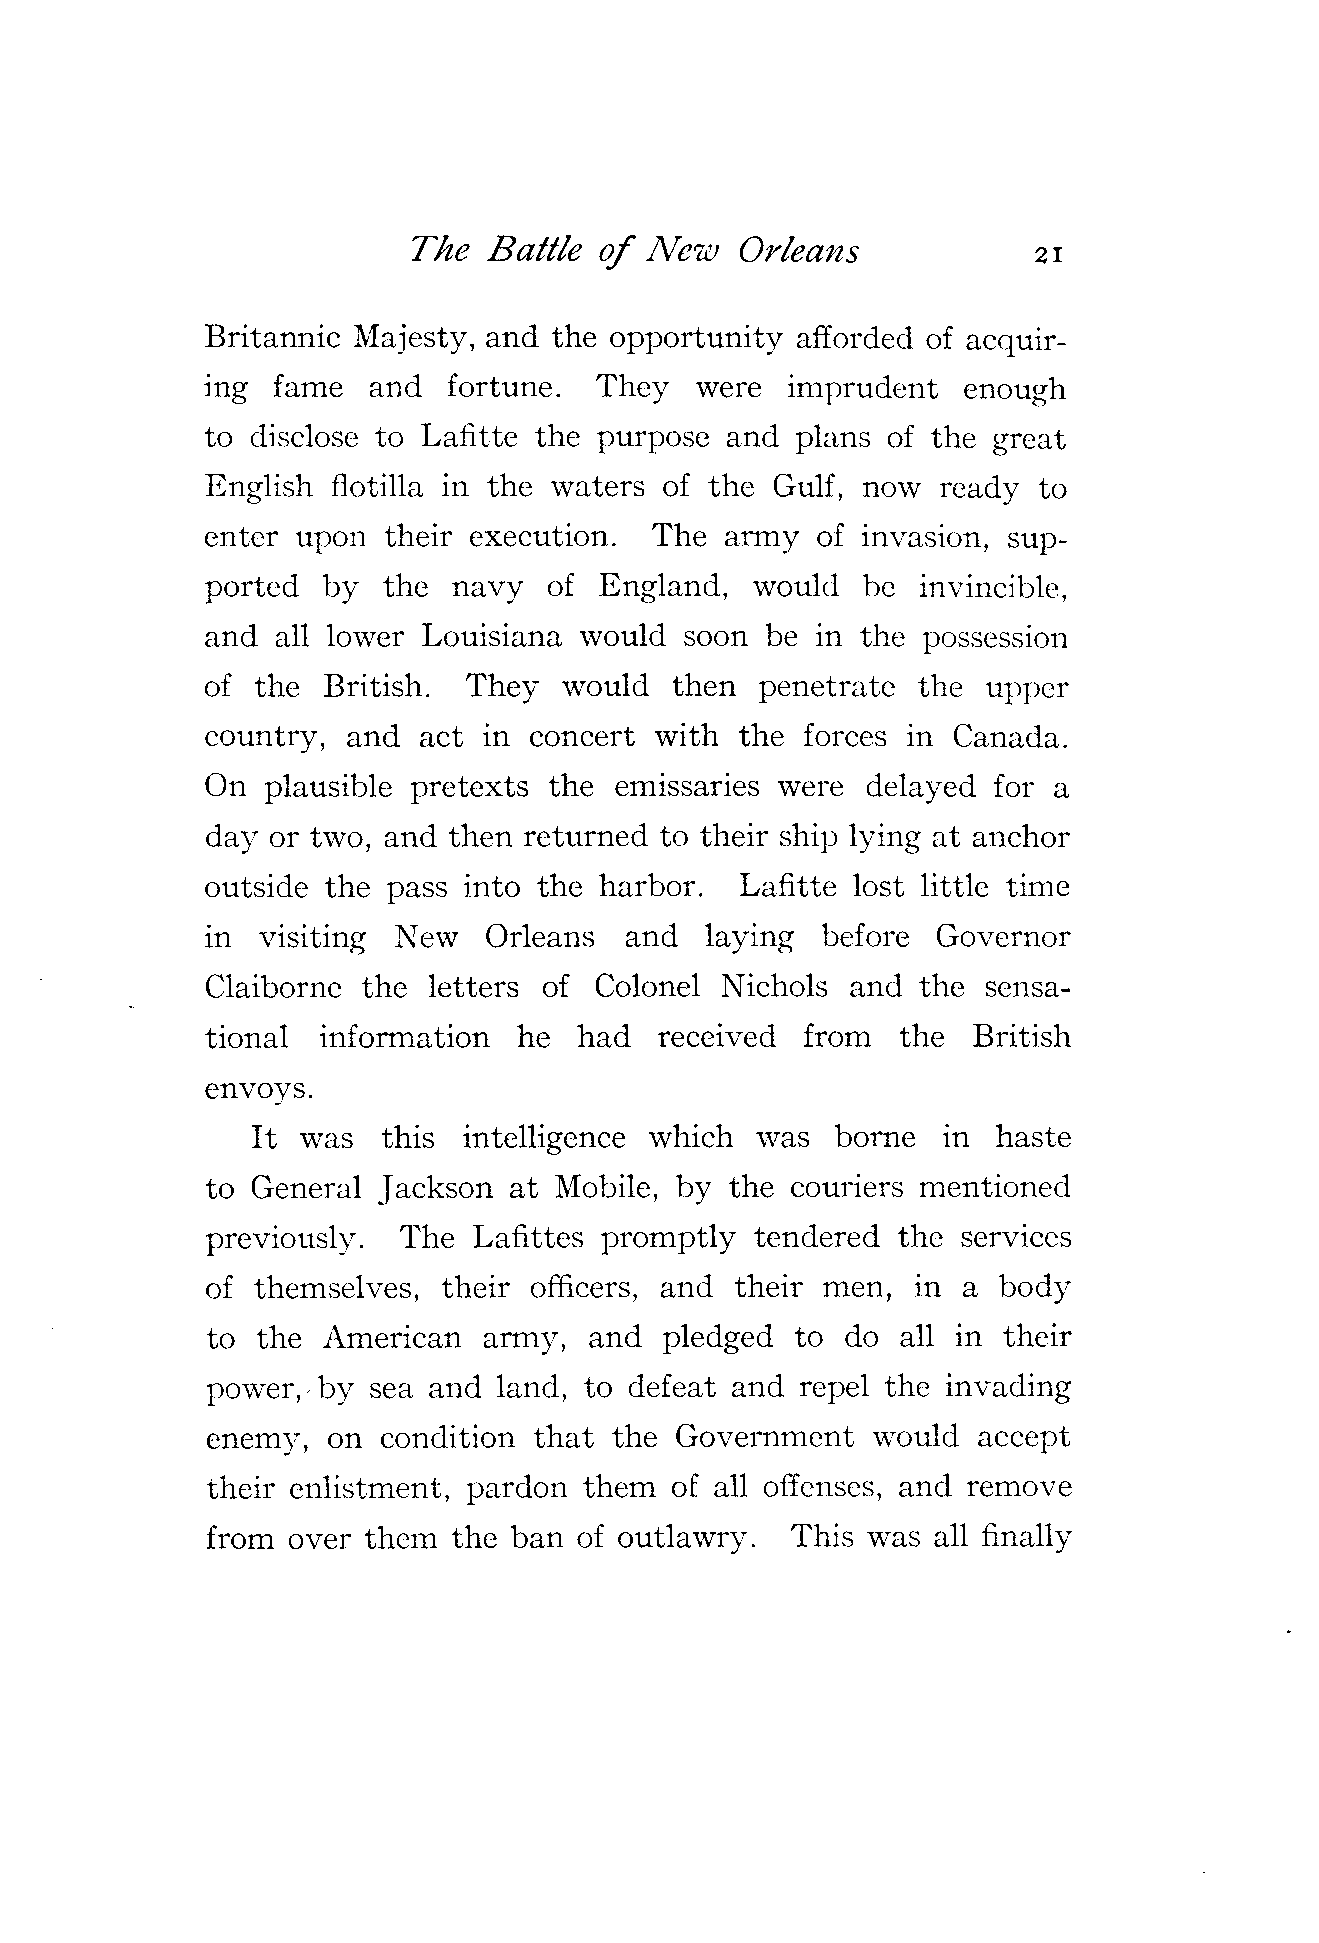 The Battle of New Orleans 21
Britannic Majesty, and the opportunity afforded of acquir-
ing fame and fortune. They were imprudent enough
to disclose to Lafitte the purpose and plans of the great
English flotilla in the waters of the Gulf, now ready to
enter upon their execution. The army of invasion, sup-
ported by the navy of England, would be invincible,
and all lower Louisiana would soon be in the possession
of the British. They would then penetrate the upper
country, and act in concert with the forces in Canada.
On plausible pretexts the emissaries were delayed for a
day or two, and then returned to their ship lying at anchor
outside the pass into the harbor. Lafitte lost little time
in visiting New Orleans and laying before Governor
Claiborne the letters of Colonel Nichols and the sensa-
tional information he had received from the British
envoys.
It was this intelligence which was borne in haste
to General Jackson at Mobile, by the couriers mentioned
previously. The Lafittes promptly tendered the services
of themselves, their officers, and their men, in a body
to the American army, and pledged to do all in their
power, by sea and land, to defeat and repel the invading
enemy, on condition that the Government would accept
their enlistment, pardon them of all offenses, and remove
from over them the ban of outlawry. This was all finally